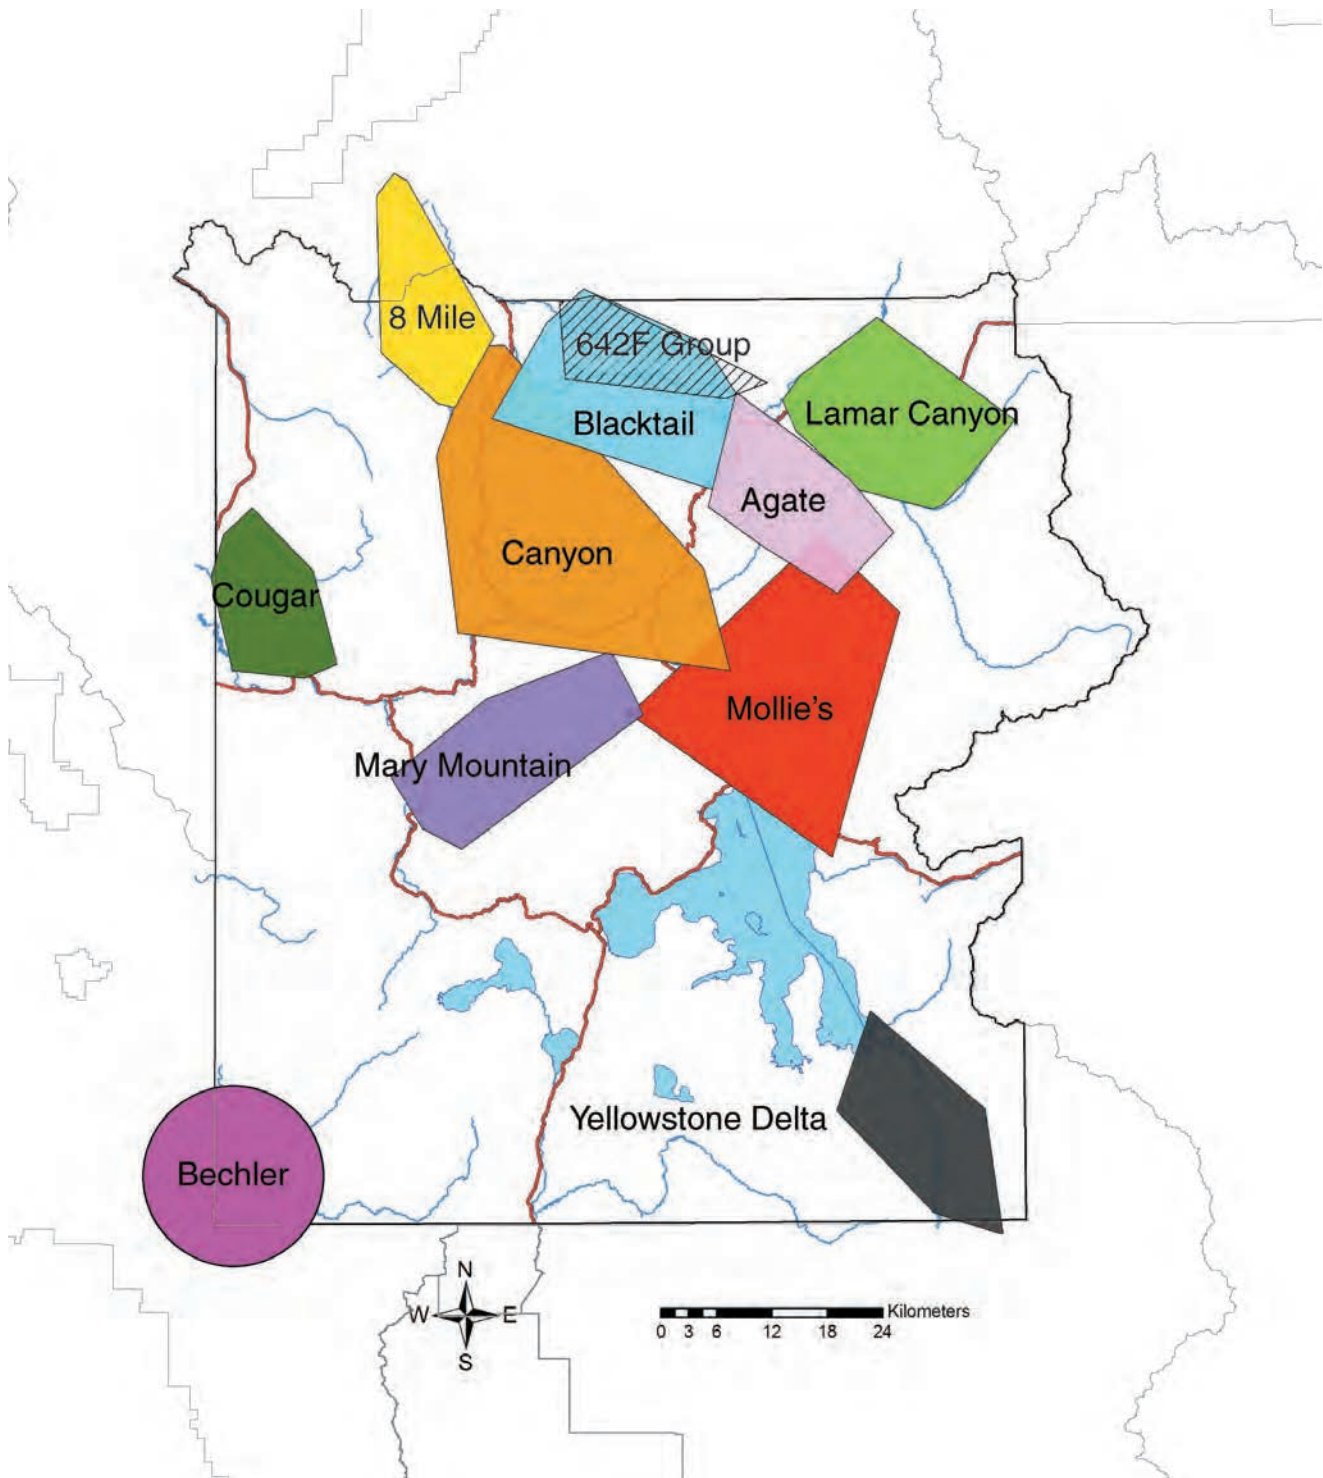 8 Mile
642F Group
Blacktail
Lamar Canyon
Agate
Canyon
Cougar
Mollie's
Mary Mountain
Yellowstone Delta
Bechler
N
W E
S
Kilometers
0 3 6 12 18 24